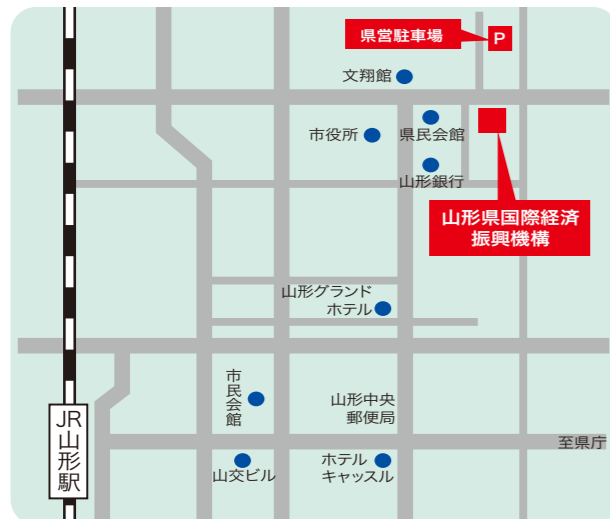 県営駐車場
P
文翔館
市役所
県民会館
山形銀行
山形県国際経済
振興機構
山形グランド
ホテル
市民会館
山形中央
郵便局
至県庁
JR山形駅
山交ビル
ホテル
キャッスル